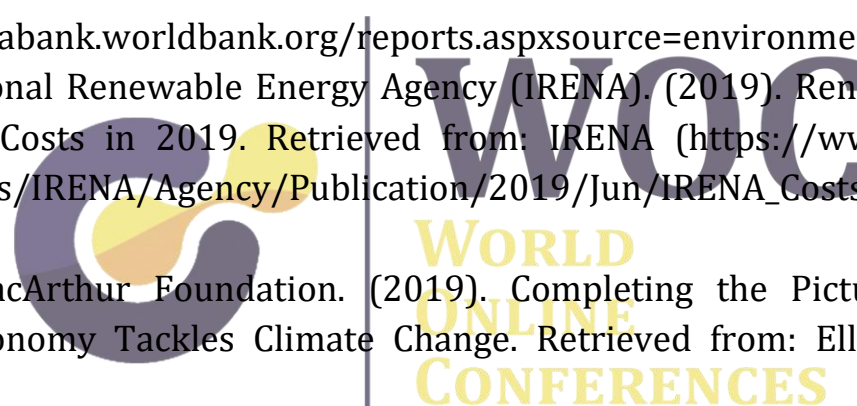 abank.worldbank.org/reports.aspxsource=environme
onal Renewable Energy Agency (IRENA). (2019). Ren
Costs in 2019. Retrieved from: IRENA (https://ww
s/IRENA/Agency/Publication/2019/Jun/IRENA_Costs
WOC
WORLD
acArthur Foundation. (2019). Completing the Pictu
ONLINE
onomy Tackles Climate Change. Retrieved from: Ell
CONFERENCES